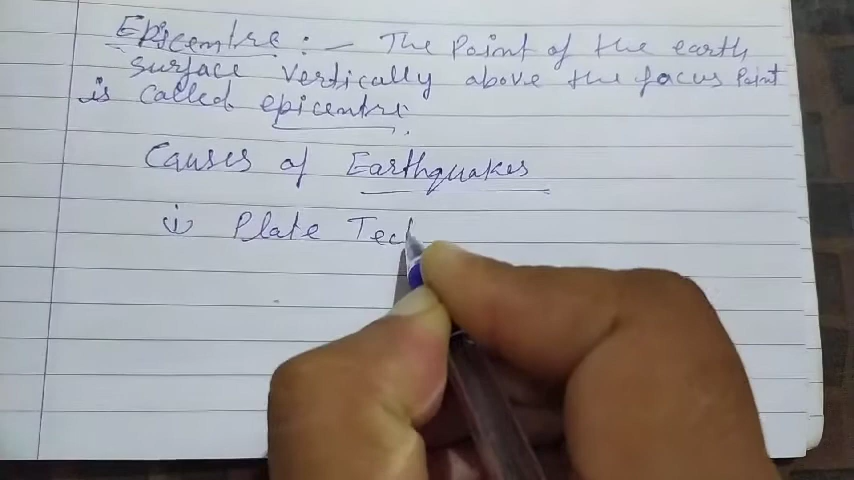 Epicentre :- The Point of the earth
surface vertically above the focus Point
is called epicentre.
Causes of Earthquakes
(i) Plate Tect